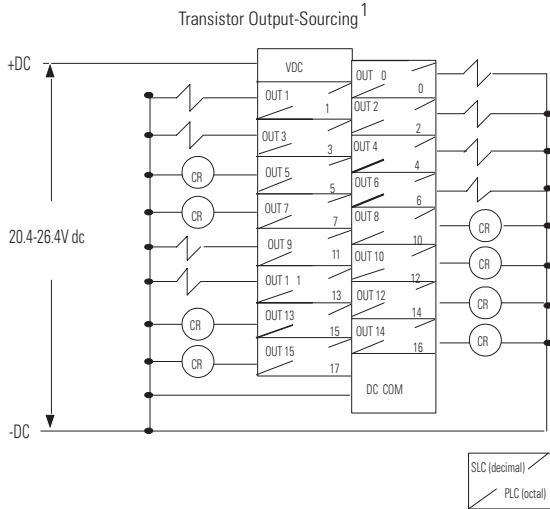 Transistor Output-Sourcing 1
+DC
VDC
OUT 0
0
OUT 1
1
OUT 2
2
OUT 3
3
OUT 4
4
CR
OUT 5
5
OUT 6
6
CR
OUT 7
7
OUT 8
10
CR
20.4-26.4V dc
OUT 9
11
OUT 10
12
CR
OUT 1 1
13
OUT 12
14
CR
CR
OUT 13
15
OUT 14
16
CR
CR
OUT 15
17
DC COM
-DC
SLC (decimal)
PLC (octal)